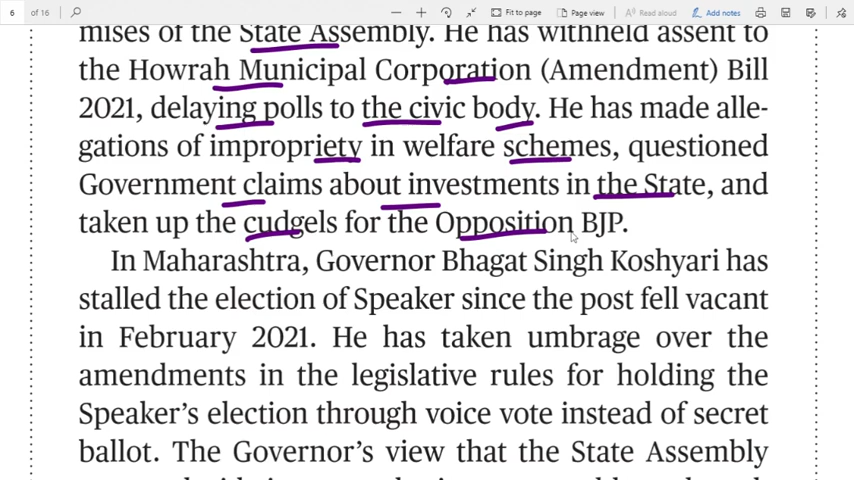 6 of 16 Fit to page Page view Read aloud Add notes
mises of the State Assembly. He has withheld assent to
the Howrah Municipal Corporation (Amendment) Bill
2021, delaying polls to the civic body. He has made alle-
gations of impropriety in welfare schemes, questioned
Government claims about investments in the State, and
taken up the cudgels for the Opposition BJP.
In Maharashtra, Governor Bhagat Singh Koshyari has
stalled the election of Speaker since the post fell vacant
in February 2021. He has taken umbrage over the
amendments in the legislative rules for holding the
Speaker's election through voice vote instead of secret
ballot. The Governor's view that the State Assembly